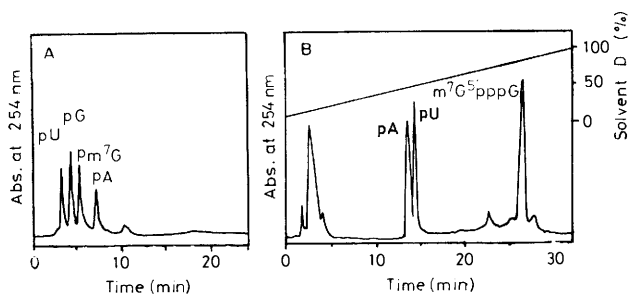 A
pG
pU
pm⁷G
pA
Abs. at 254 nm
0
10
20
Time (min)
B
m⁷G⁵'pppG
pA
pU
Abs. at 254 nm
100
50
0
Solvent D (%)
0
10
20
30
Time (min)